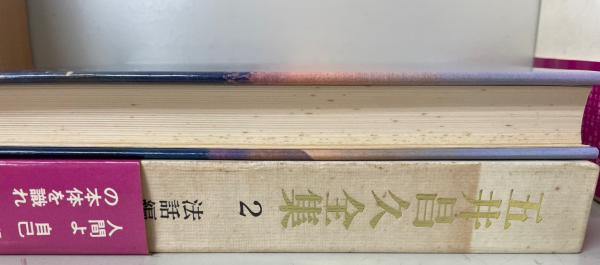 五井昌久全集
2
法話編
人間よ 自己
の本体を識れ